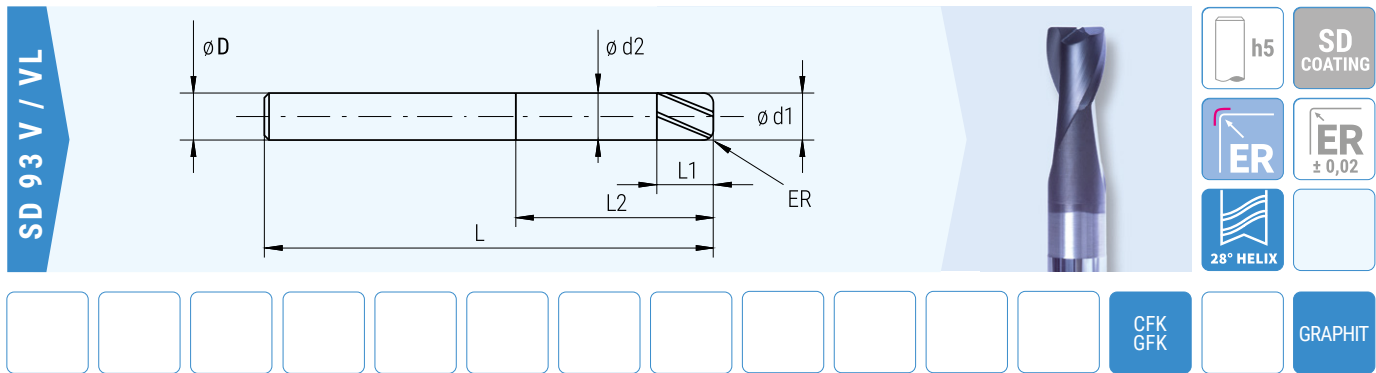 SD 93 V / VL
ø D
ø d2
ø d1
L1
L2
L
ER
h5
SD
COATING
ER
ER
± 0,02
28° HELIX
CFK
GFK
GRAPHIT